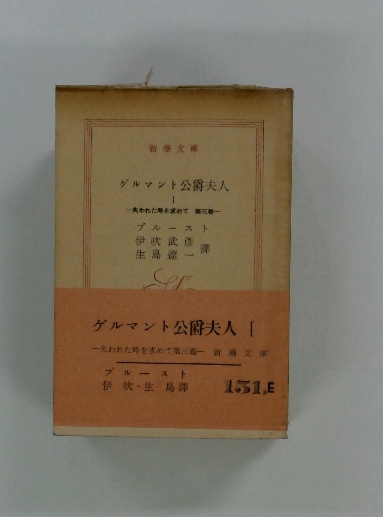 新潮文庫
ゲルマント公爵夫人
I
―失われた時を求めて 第三巻―
プルースト
伊吹武彦
生島遼一 譯
ゲルマント公爵夫人 I
―失われた時を求めて第三巻― 新潮文庫
プルースト
伊吹・生島譯
151.E